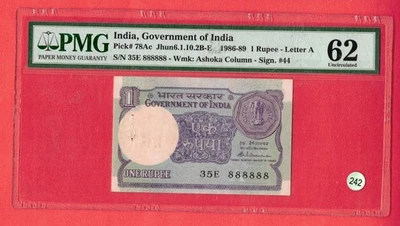 PMG
PAPER MONEY GUARANTY
India, Government of India
Pick# 78Ac Jhun6.1.10.2B-E 1986-89 1 Rupee - Letter A
S/N 35E 888888 - Wmk: Ashoka Column - Sign. #44
62
Uncirculated
1
भारत सरकार
GOVERNMENT OF INDIA
एक
रुपया
ONE RUPEE
35E 888888
242